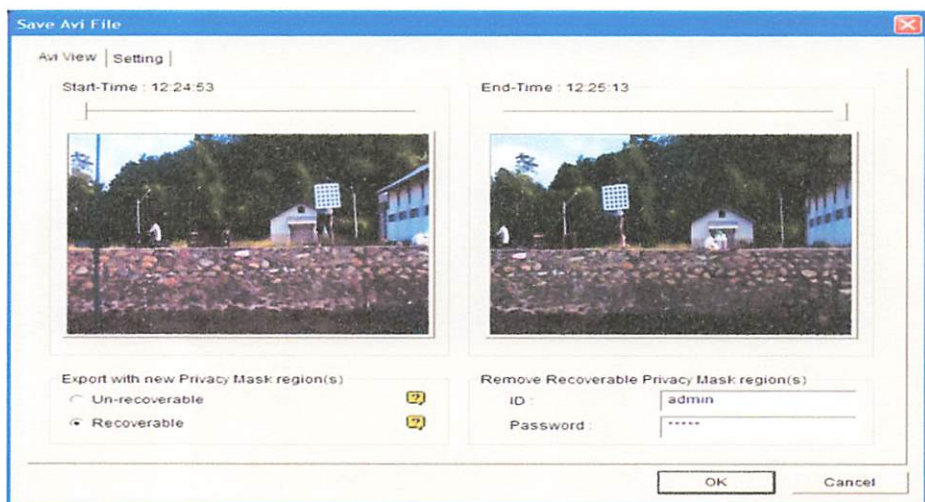 Save Avi File
Avi View
Setting
Start-Time : 12:24:53
End-Time : 12:25:13
Export with new Privacy Mask region(s)
Un-recoverable
Recoverable
Remove Recoverable Privacy Mask region(s)
ID :
admin
Password :
*****
OK
Cancel